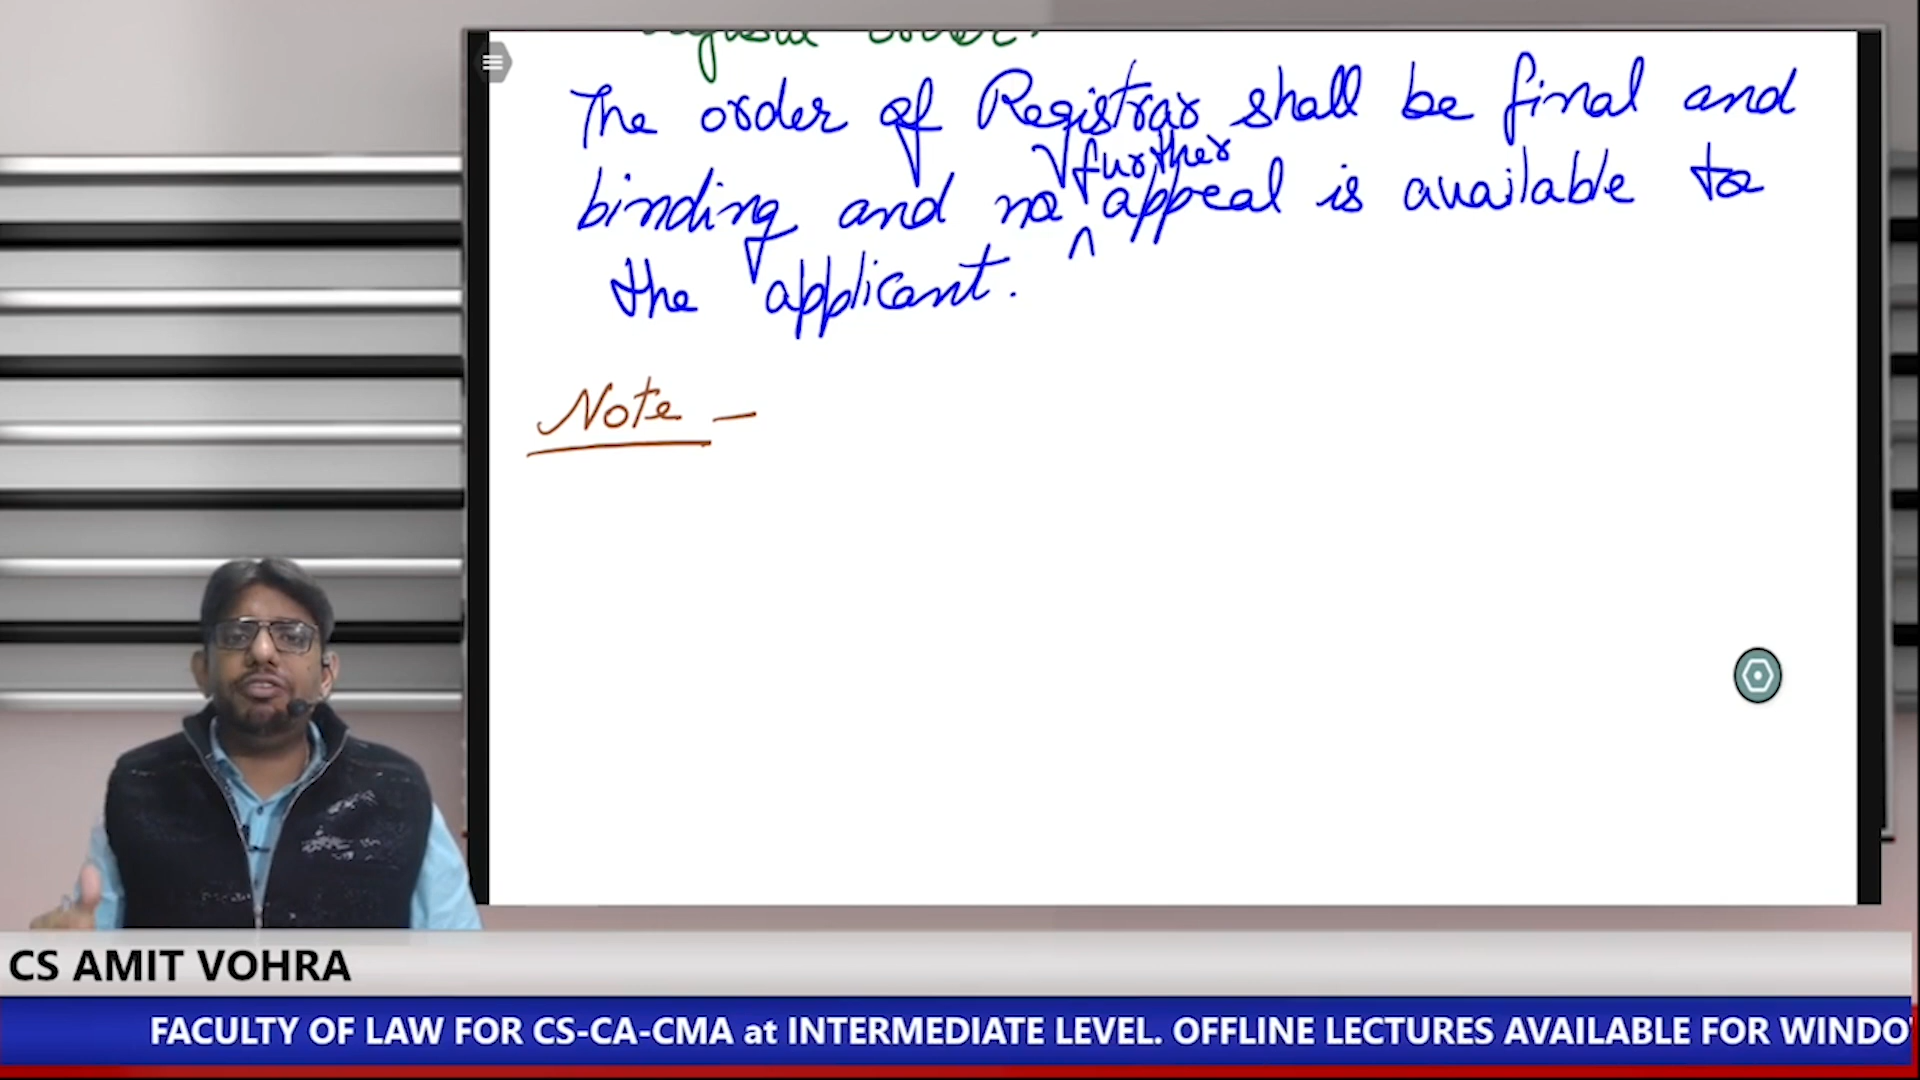 The order of Registrar shall be final and
further
binding and no ^ appeal is available to
the applicant.
Note -
CS AMIT VOHRA
FACULTY OF LAW FOR CS-CA-CMA at INTERMEDIATE LEVEL. OFFLINE LECTURES AVAILABLE FOR